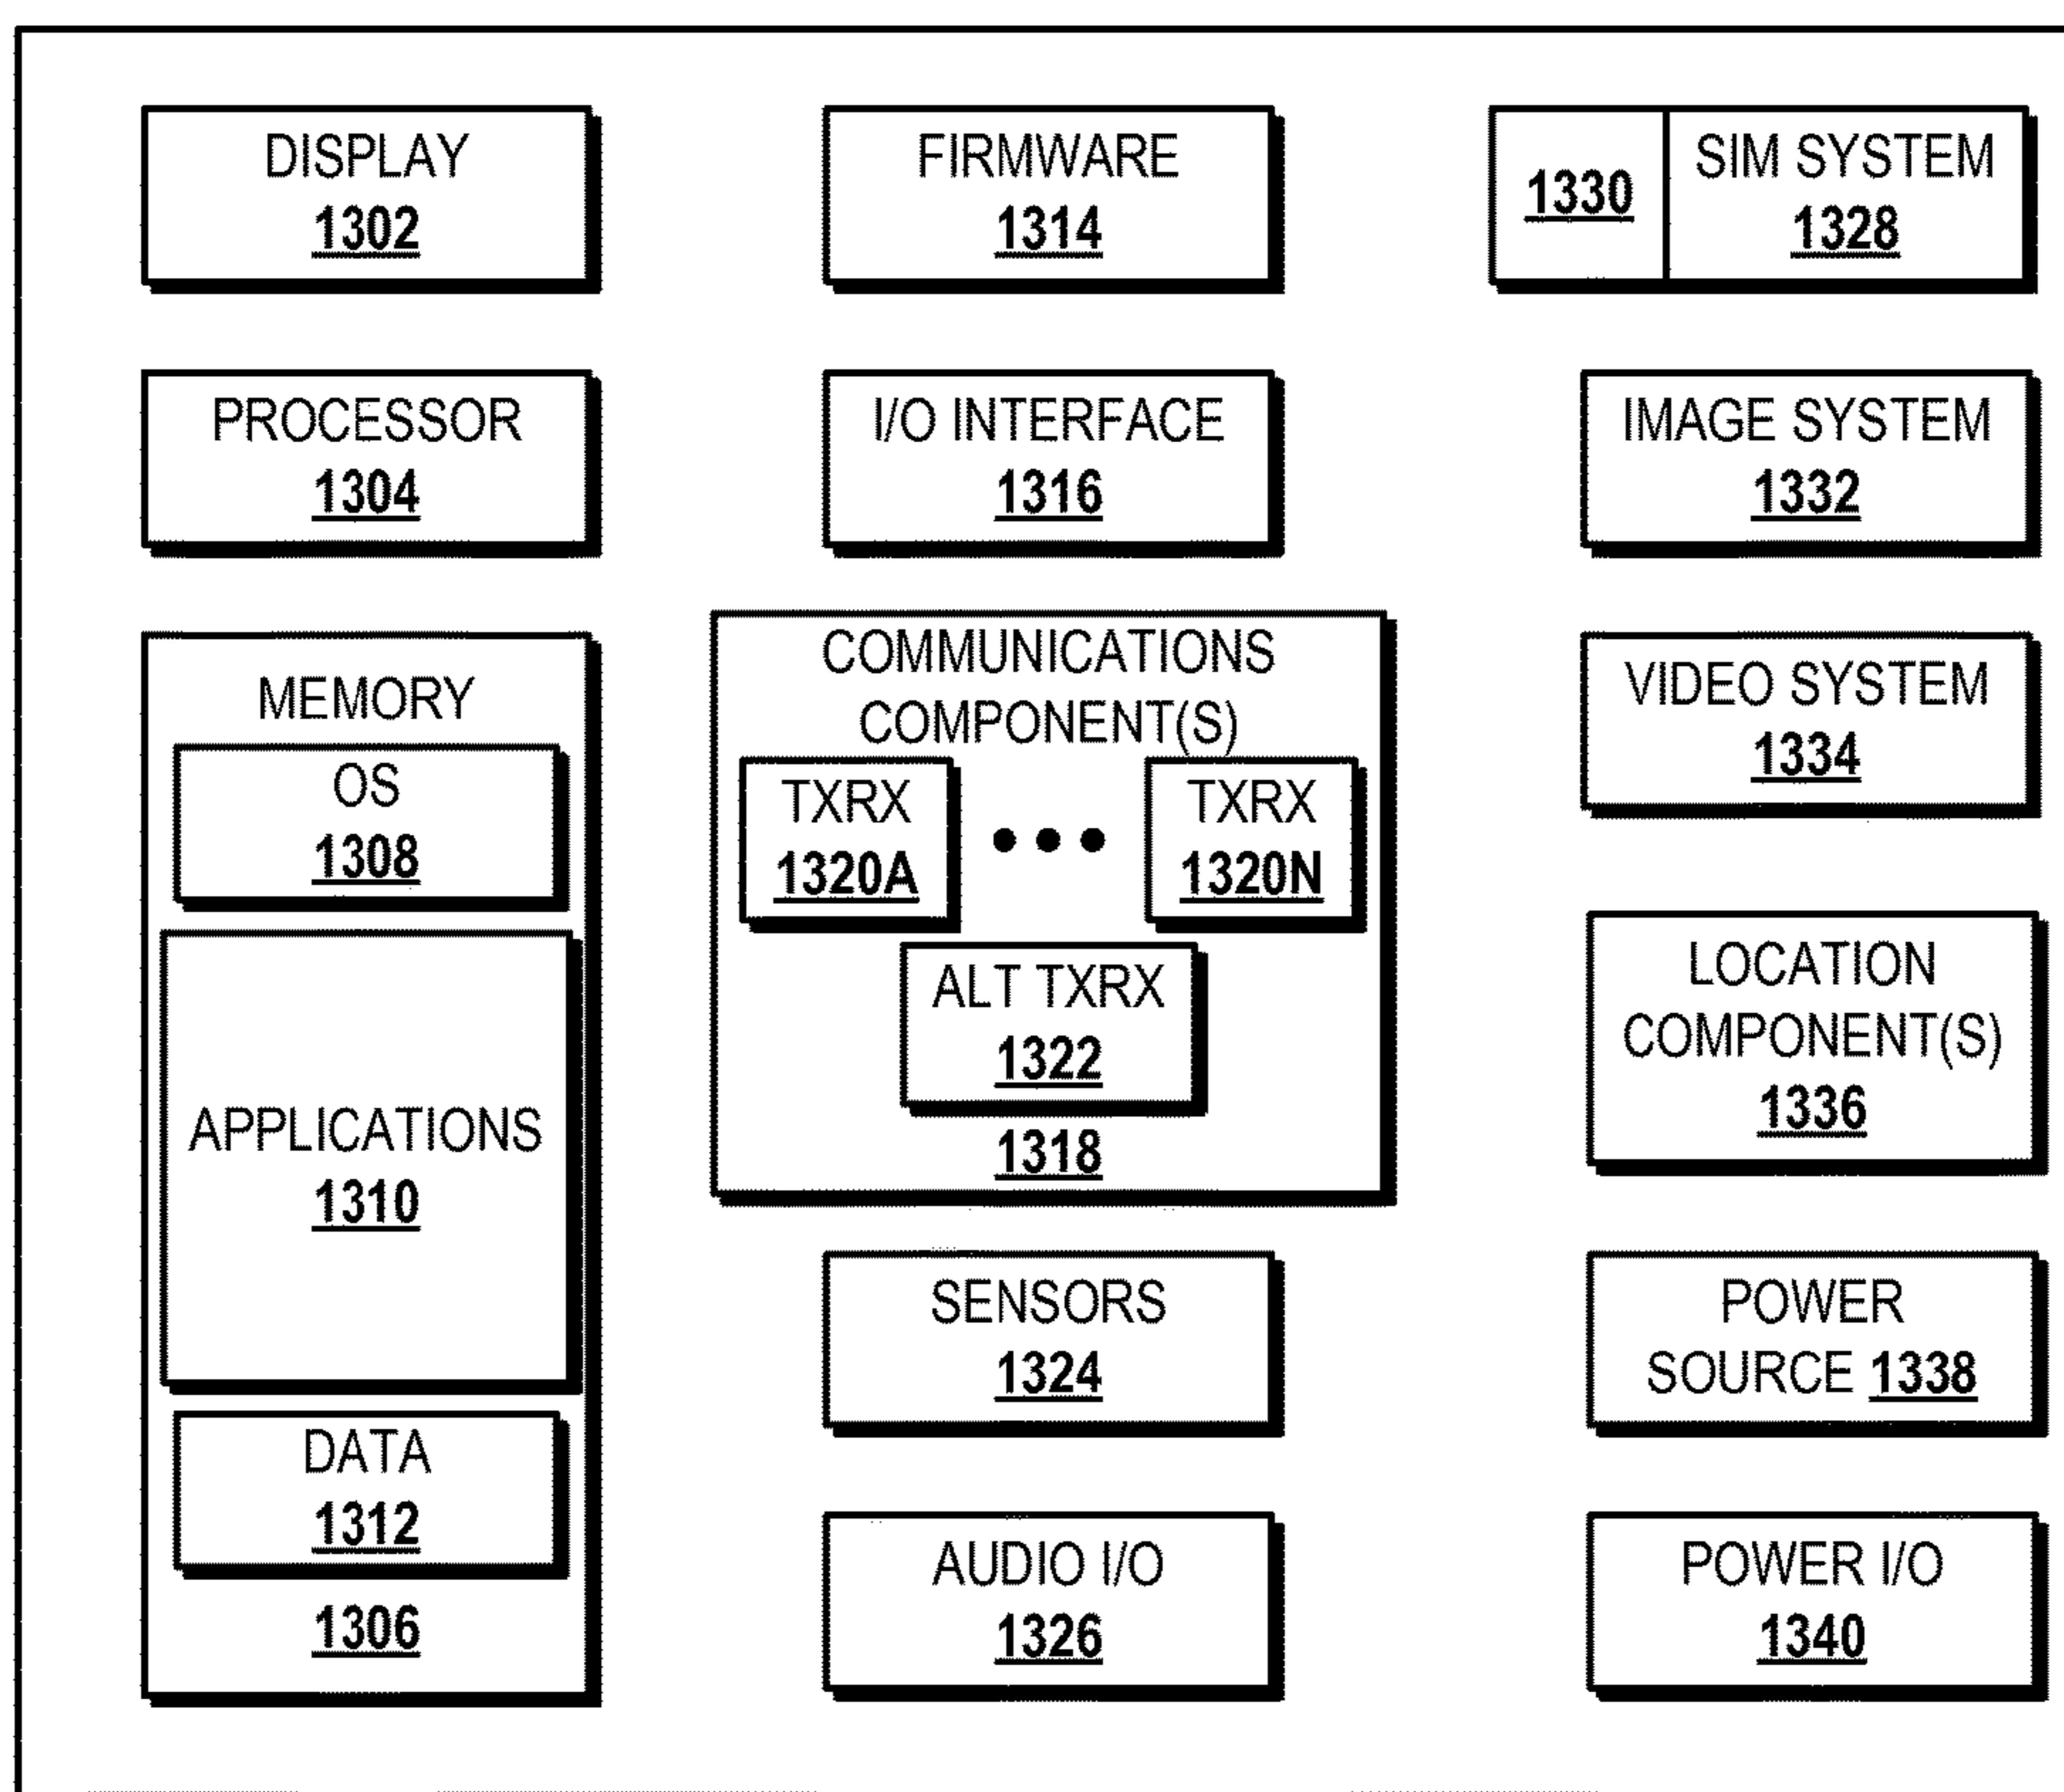 DISPLAY
1302
PROCESSOR
1304
MEMORY
OS
1308
APPLICATIONS
1310
DATA
1312
1306
FIRMWARE
1314
I/O INTERFACE
1316
COMMUNICATIONS
COMPONENT(S)
TXRX
1320A
TXRX
1320N
ALT TXRX
1322
1318
SENSORS
1324
AUDIO I/O
1326
1330
SIM SYSTEM
1328
IMAGE SYSTEM
1332
VIDEO SYSTEM
1334
LOCATION
COMPONENT(S)
1336
POWER
SOURCE 1338
POWER I/O
1340